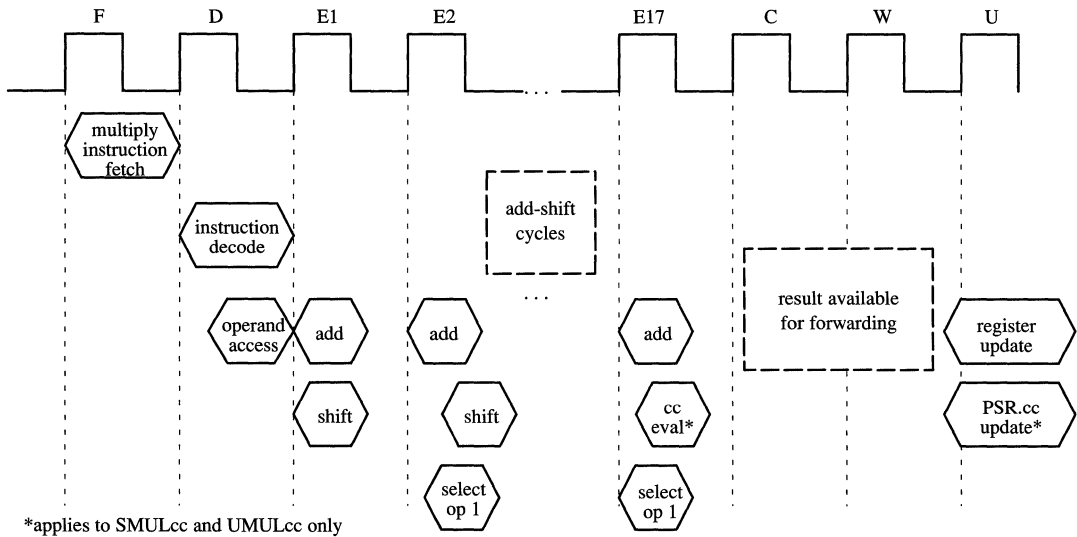 F D E1 E2 E17 C W U
...
multiply
instruction
fetch
add-shift
cycles
instruction
decode
...
result available
for forwarding
operand
access
add
add
add
register
update
shift
shift
cc
eval*
PSR.cc
update*
select
op 1
select
op 1
*applies to SMULcc and UMULcc only